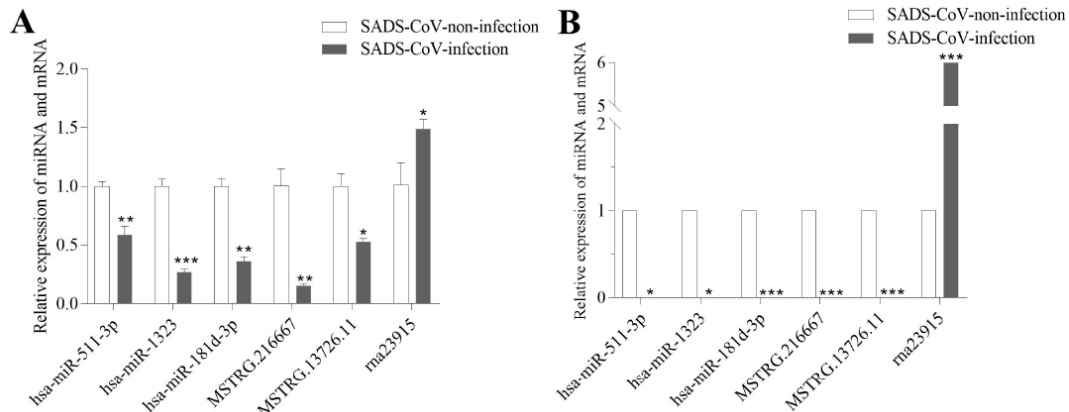 A
SADS-CoV-non-infection
SADS-CoV-infection
Relative expression of miRNA and mRNA
2.0
1.5
1.0
0.5
0.0
**
***
**
**
*
*
hsa-miR-511-3p
hsa-miR-1323
hsa-miR-181d-3p
MSTRG.216667
MSTRG.13726.11
rna23915
B
SADS-CoV-non-infection
SADS-CoV-infection
Relative expression of miRNA and mRNA
6
5
2
1
0
*
*
***
***
***
***
hsa-miR-511-3p
hsa-miR-1323
hsa-miR-181d-3p
MSTRG.216667
MSTRG.13726.11
rna23915